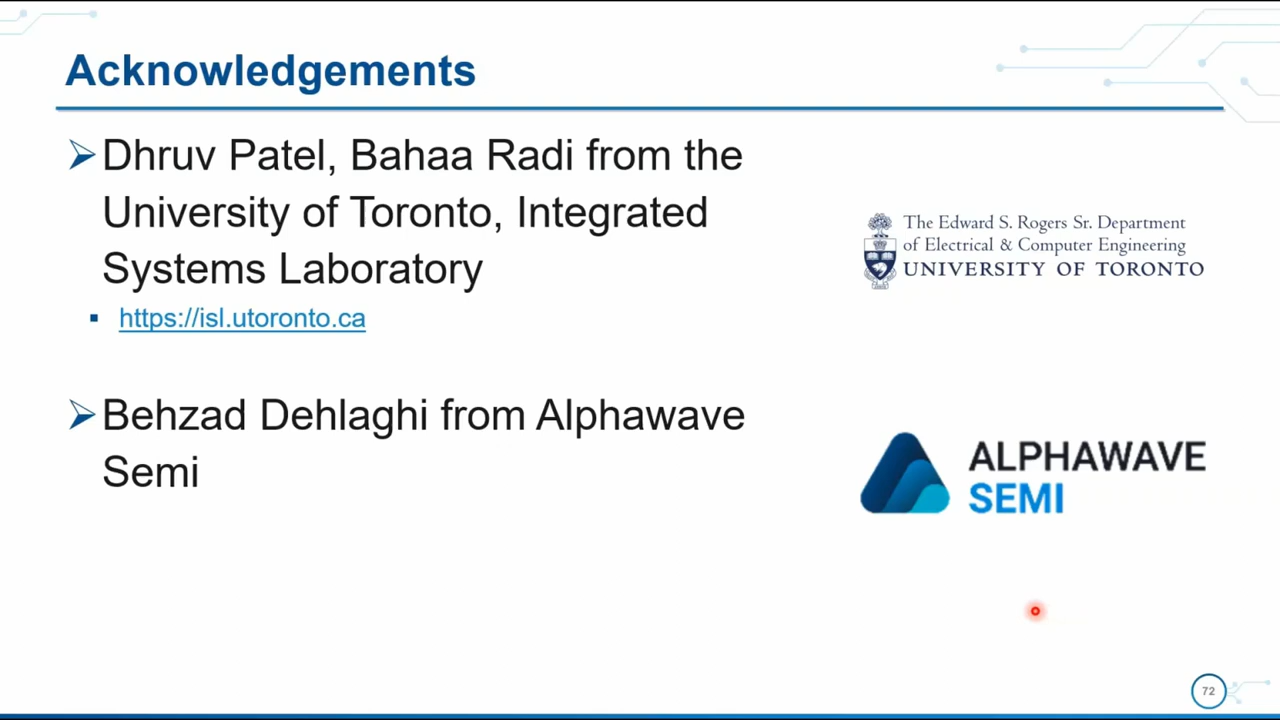 Acknowledgements
Dhruv Patel, Bahaa Radi from the
University of Toronto, Integrated
Systems Laboratory
https://isl.utoronto.ca
The Edward S. Rogers Sr. Department
of Electrical & Computer Engineering
UNIVERSITY OF TORONTO
Behzad Dehlaghi from Alphawave
Semi
ALPHAWAVE
SEMI
72